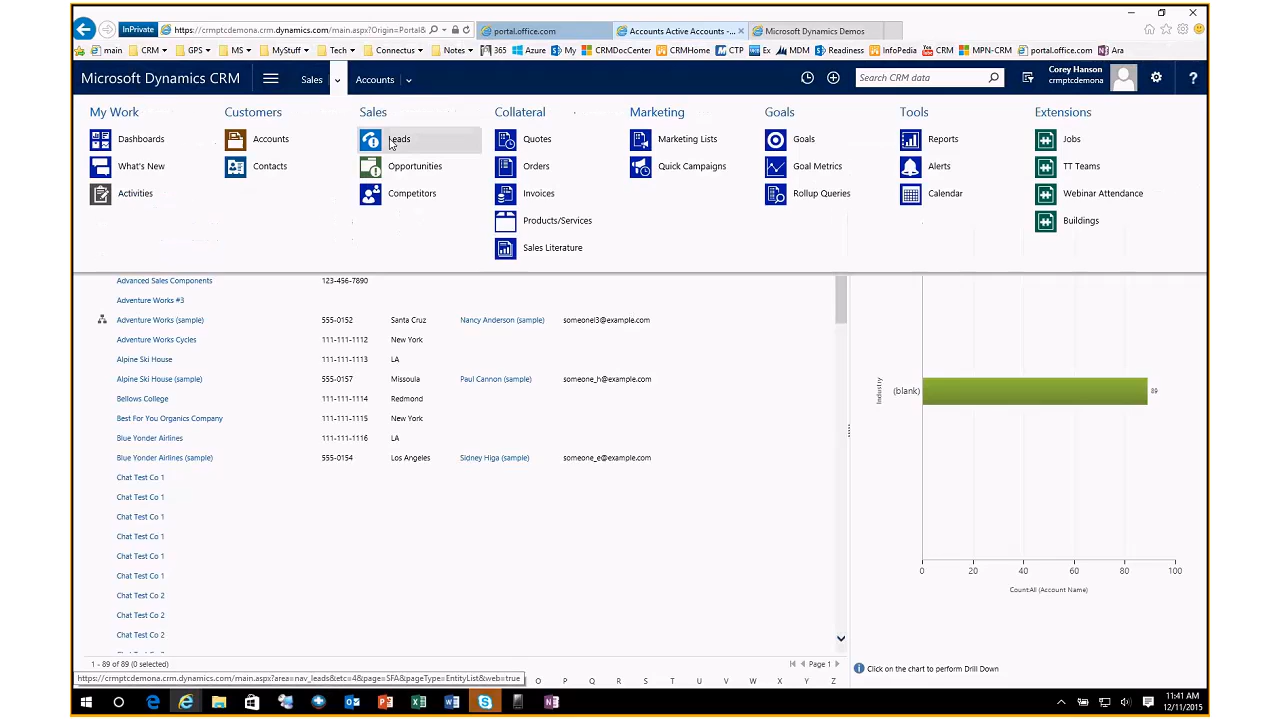 InPrivate
https://crmptcdemona.crm.dynamics.com/main.aspx?Origin=Portal&
portal.office.com
Accounts Active Accounts -...
Microsoft Dynamics Demos
main
CRM
GPS
MS
MyStuff
Tech
Connectus
Notes
365
Azure
My
CRMDocCenter
CRMHome
CTP
Ex
MDM
Readiness
InfoPedia
CRM
MPN-CRM
portal.office.com
Ara
Microsoft Dynamics CRM
Sales
Accounts
Search CRM data
Corey Hanson
crmptcdemona
?
My Work
Customers
Sales
Collateral
Marketing
Goals
Tools
Extensions
Dashboards
Accounts
Leads
Quotes
Marketing Lists
Goals
Reports
Jobs
What's New
Contacts
Opportunities
Orders
Quick Campaigns
Goal Metrics
Alerts
TT Teams
Activities
Competitors
Invoices
Rollup Queries
Calendar
Webinar Attendance
Products/Services
Buildings
Sales Literature
Advanced Sales Components 123-456-7890
Adventure Works #3
Adventure Works (sample) 555-0152 Santa Cruz Nancy Anderson (sample) someonei3@example.com
Adventure Works Cycles 111-111-1112 New York
Alpine Ski House 111-111-1113 LA
Alpine Ski House (sample) 555-0157 Missoula Paul Cannon (sample) someone_h@example.com
Bellows College 111-111-1114 Redmond
Best For You Organics Company 111-111-1115 New York
Blue Yonder Airlines 111-111-1116 LA
Blue Yonder Airlines (sample) 555-0154 Los Angeles Sidney Higa (sample) someone_e@example.com
Chat Test Co 1
Chat Test Co 1
Chat Test Co 1
Chat Test Co 1
Chat Test Co 1
Chat Test Co 1
Chat Test Co 2
Chat Test Co 2
Chat Test Co 2
Industry
(blank)
89
0 20 40 60 80 100
Count:All (Account Name)
1 - 89 of 89 (0 selected)
Page 1
Click on the chart to perform Drill Down
https://crmptcdemona.crm.dynamics.com/main.aspx?area=nav_leads&etc=4&page=SFA&pageType=EntityList&web=true
O P Q R S T U V W X Y Z
11:41 AM
12/11/2015